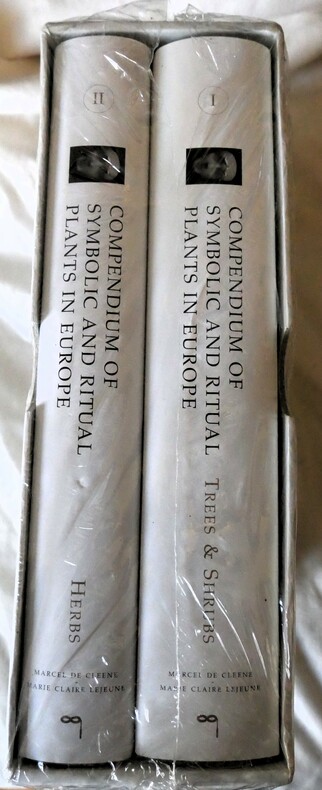 II
COMPENDIUM OF
SYMBOLIC AND RITUAL
PLANTS IN EUROPE
HERBS
MARCEL DE CLEENE
MARIE CLAIRE LEJEUNE
I
COMPENDIUM OF
SYMBOLIC AND RITUAL
PLANTS IN EUROPE
TREES & SHRUBS
MARCEL DE CLEENE
MARIE CLAIRE LEJEUNE